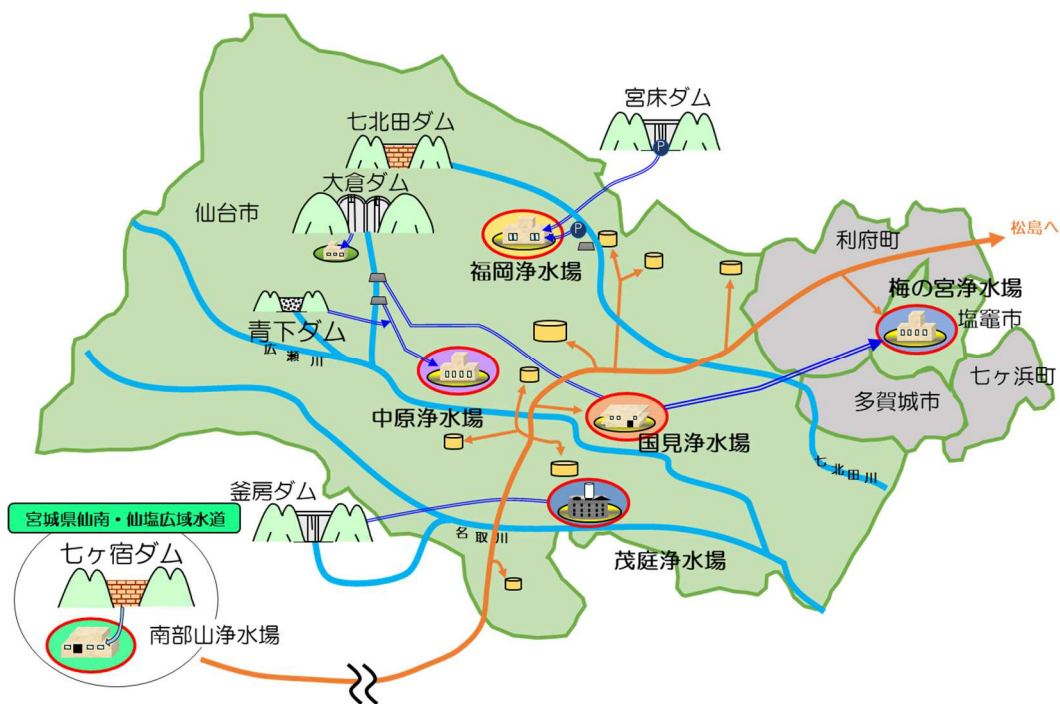 宮床ダム
P
七北田ダム
大倉ダム
仙台市
P
福岡浄水場
利府町
松島へ
梅の宮浄水場
塩竈市
青下ダム
広瀬川
中原浄水場
国見浄水場
七ヶ浜町
多賀城市
七北田川
釜房ダム
名取川
茂庭浄水場
宮城県仙南・仙塩広域水道
七ヶ宿ダム
南部山浄水場